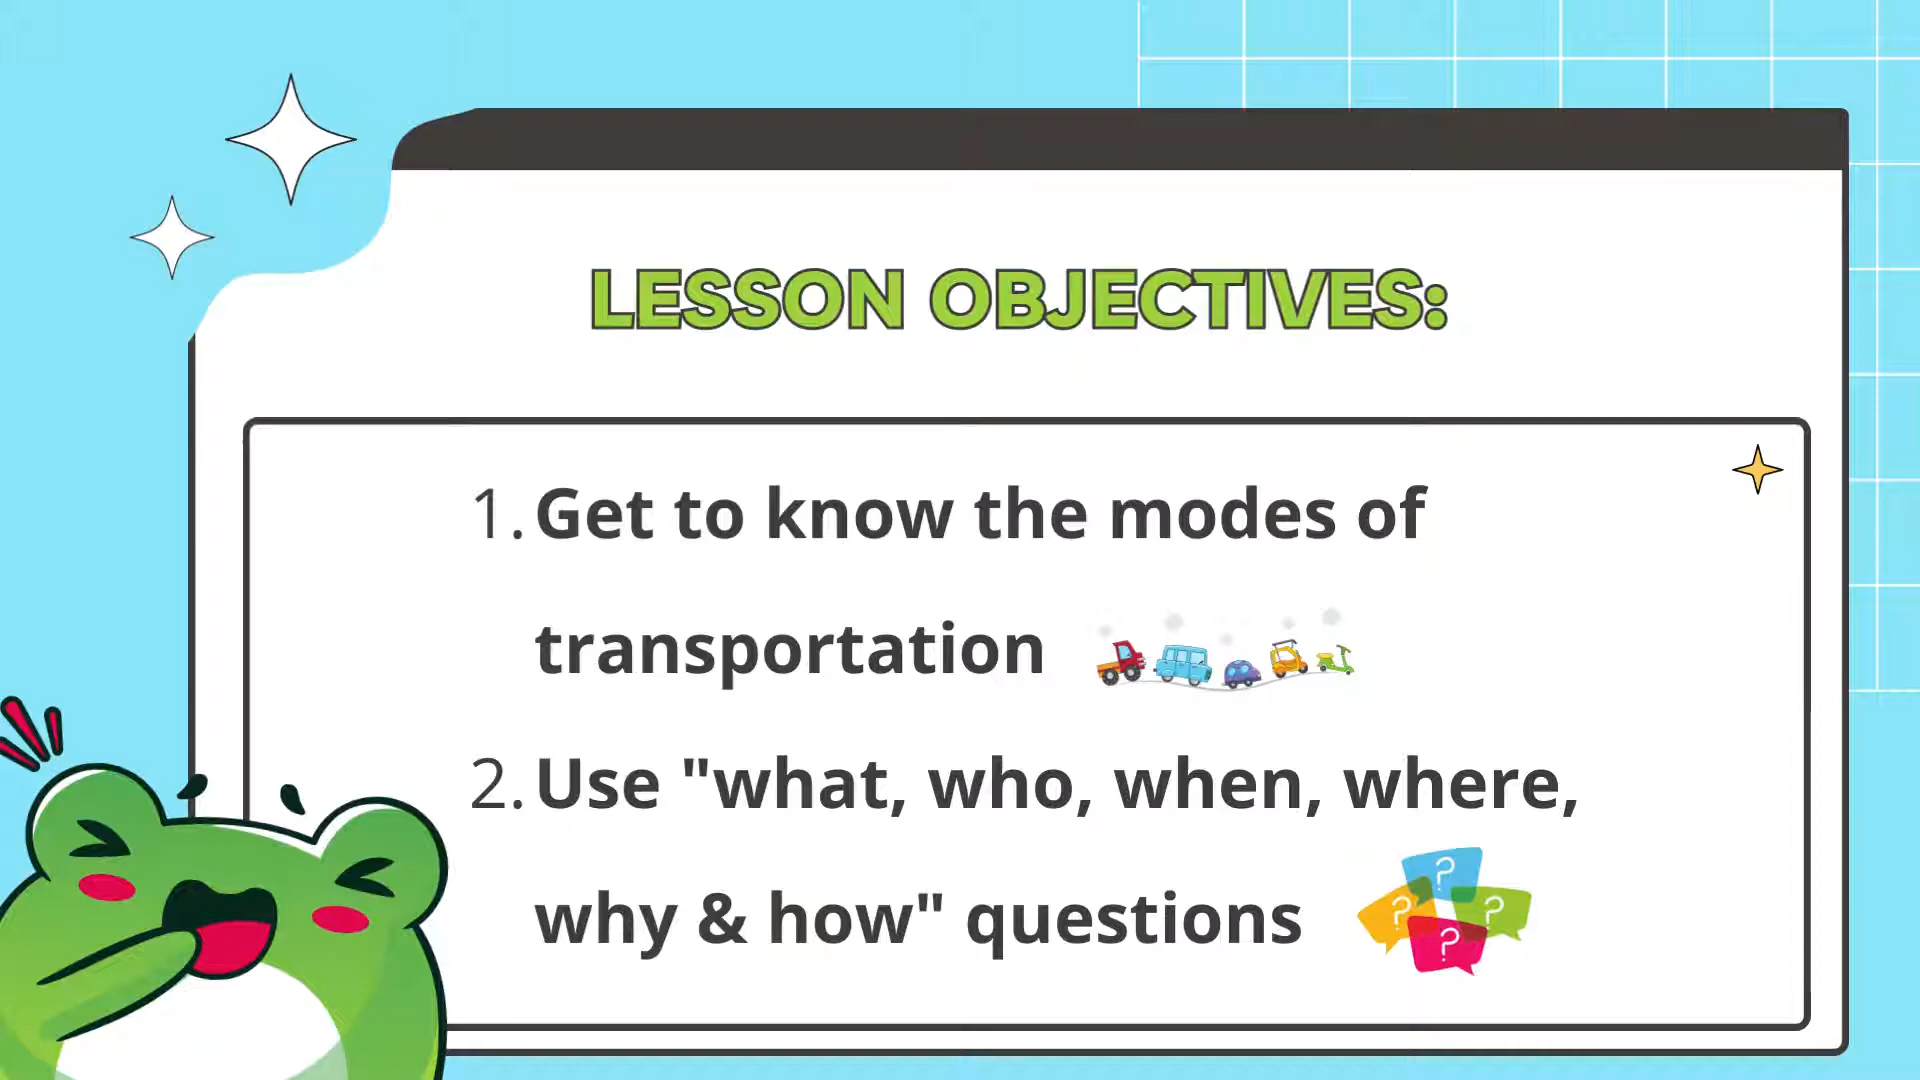 LESSON OBJECTIVES:
1. Get to know the modes of
transportation
2. Use "what, who, when, where,
why & how" questions
?
? ?
?